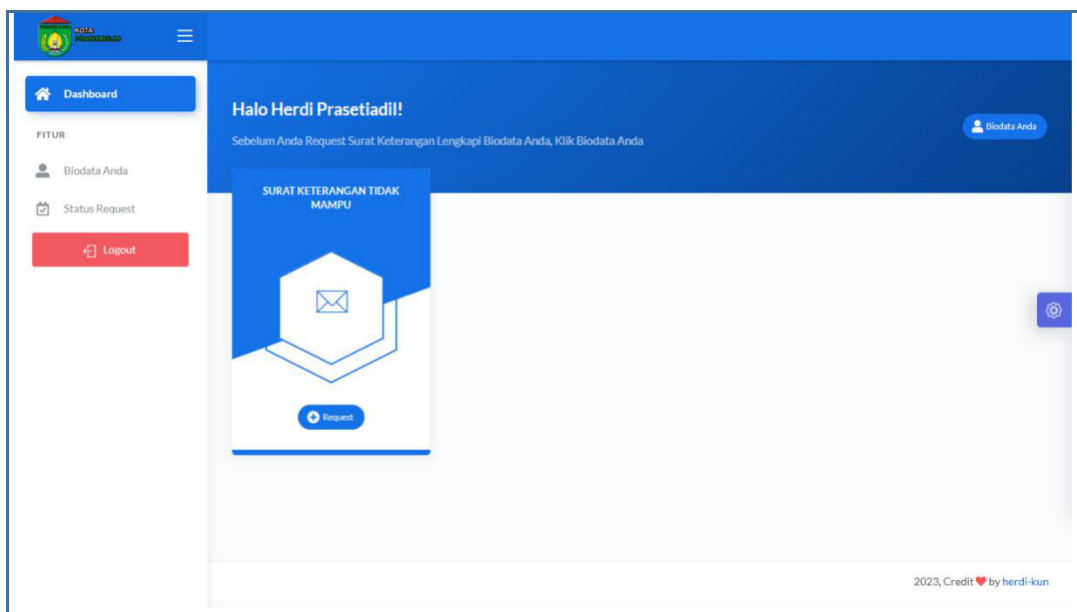 KOTA
Dashboard
Halo Herdi Prasetiadil!
Sebelum Anda Request Surat Keterangan Lengkapi Biodata Anda, Klik Biodata Anda
Biodata Anda
FITUR
Biodata Anda
Status Request
Logout
SURAT KETERANGAN TIDAK
MAMPU
Request
2023, Credit ❤ by herdi-kun